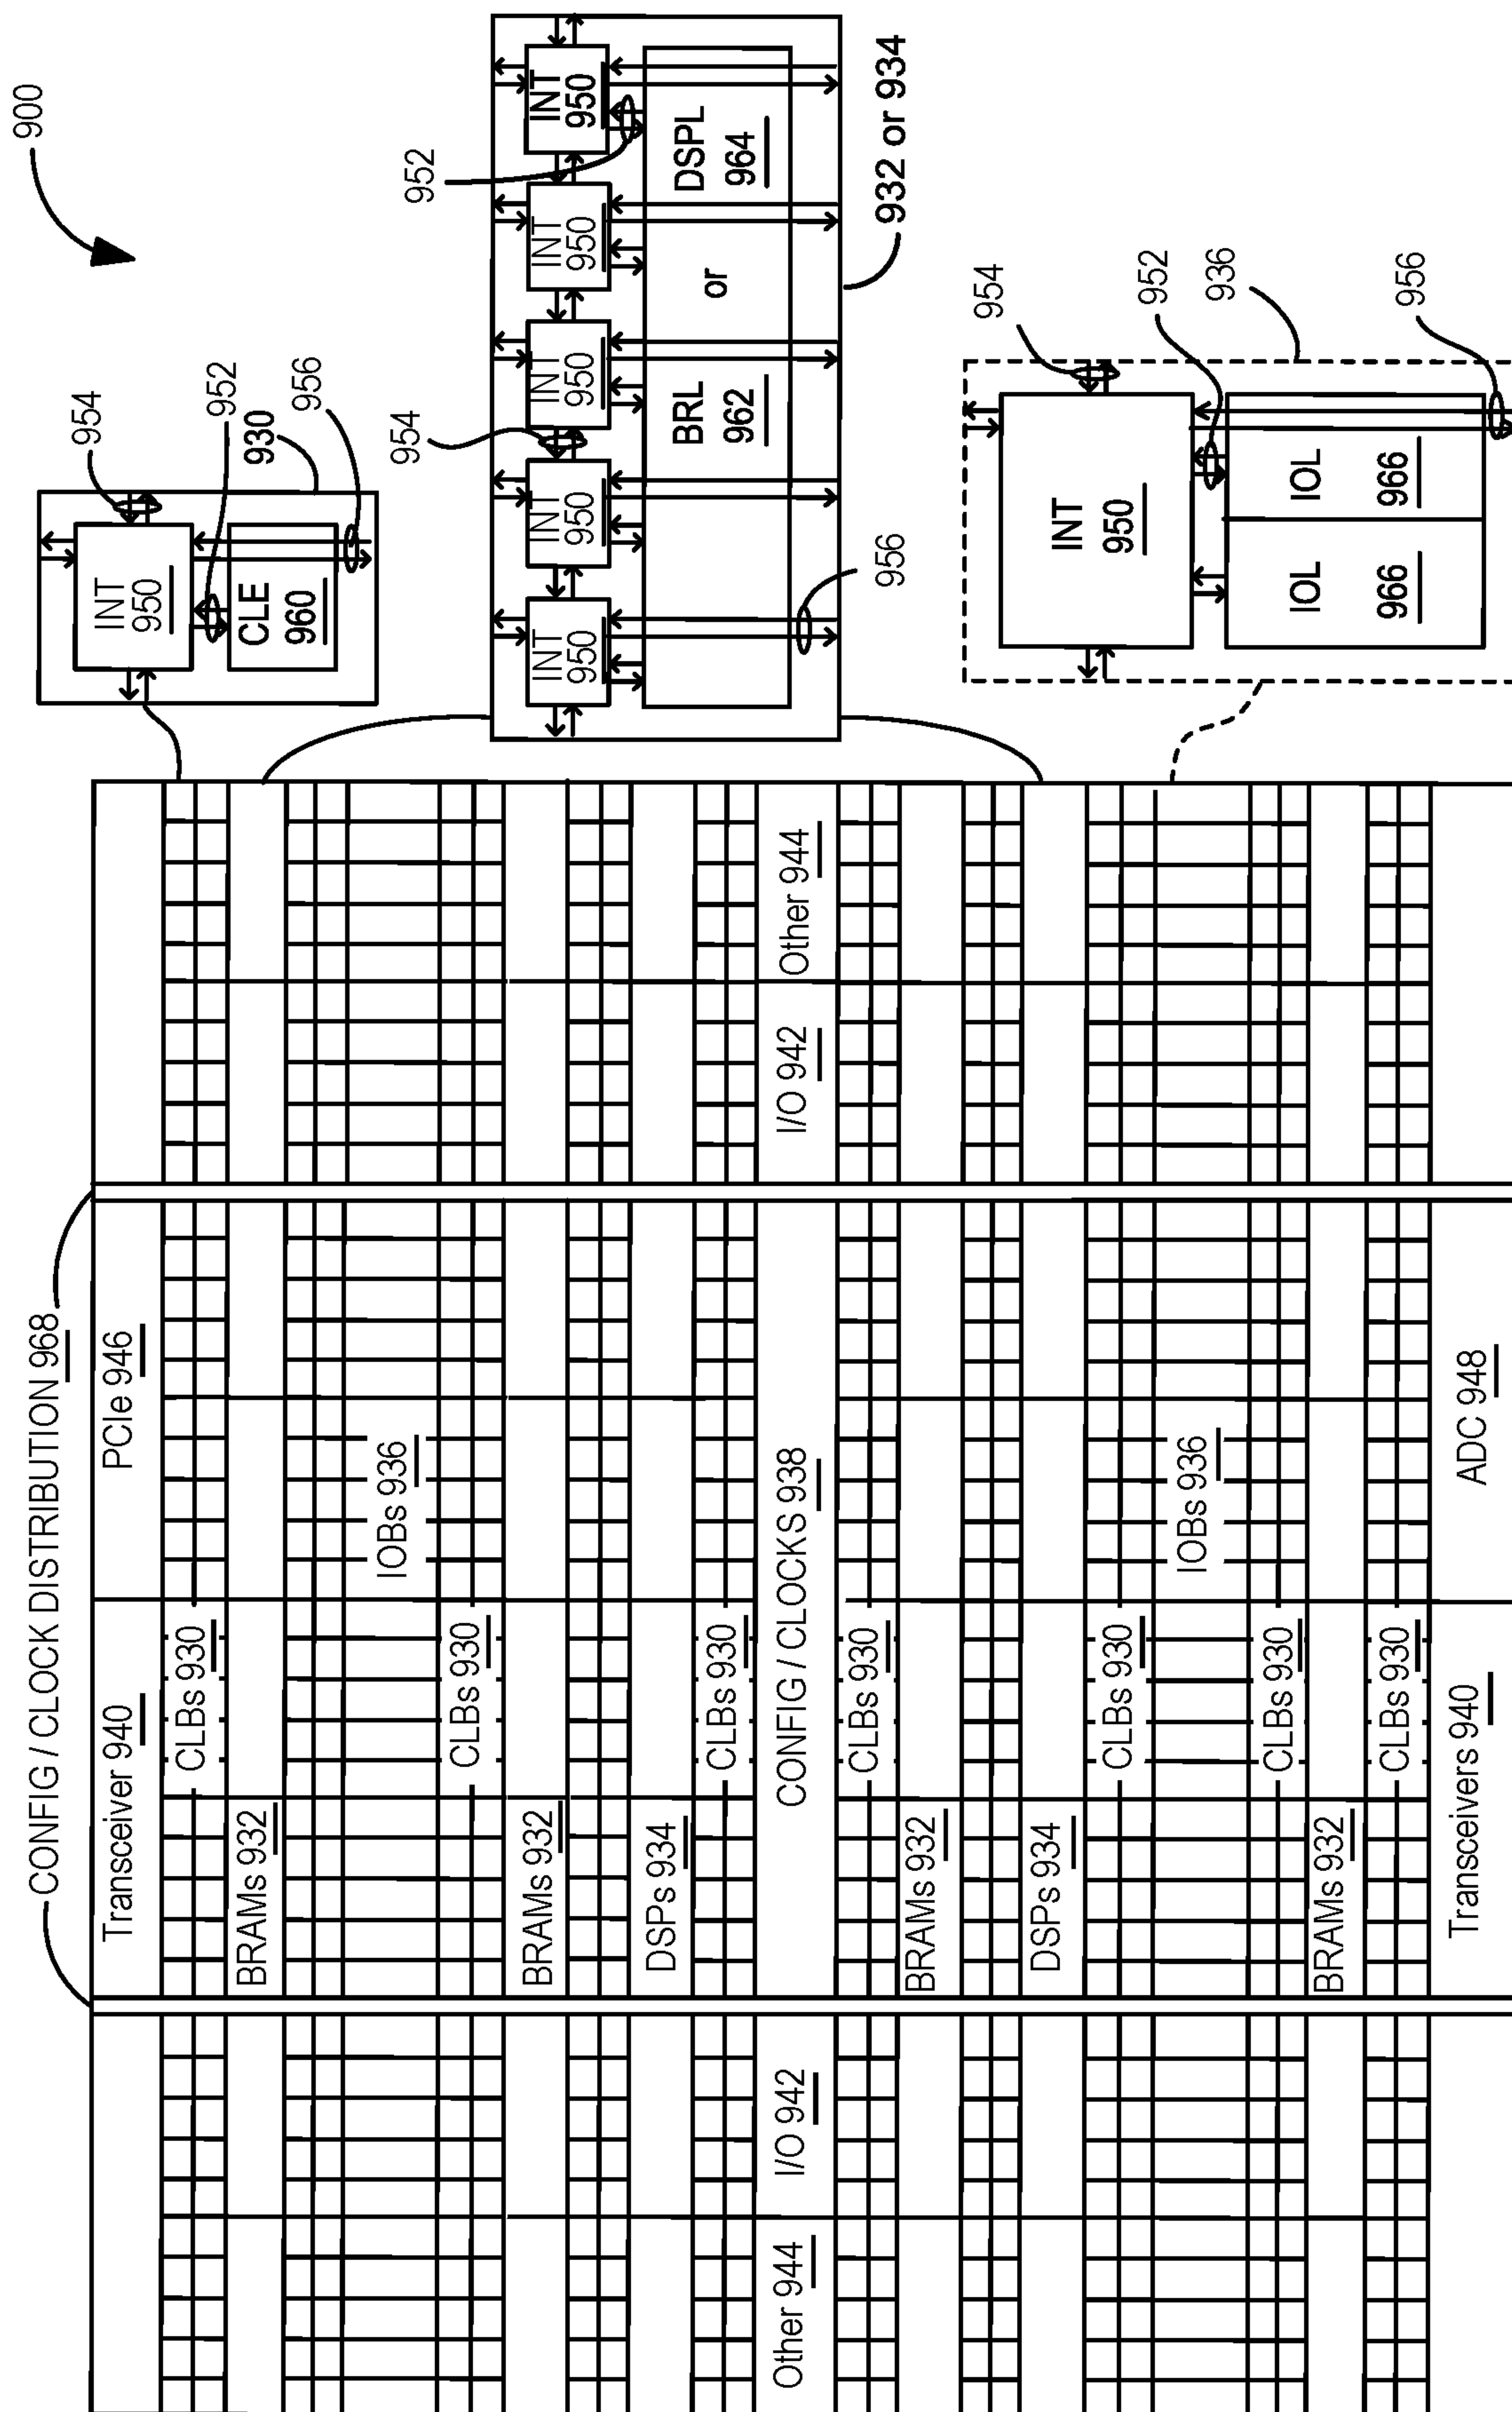 900
CONFIG / CLOCK DISTRIBUTION 968
Transceiver 940
PCIe 946
CLBs 930
BRAMs 932
IOBs 936
CLBs 930
BRAMs 932
DSPs 934
CLBs 930
Other 944
I/O 942
CONFIG / CLOCKS 938
I/O 942
Other 944
CLBs 930
BRAMs 932
DSPs 934
CLBs 930
IOBs 936
CLBs 930
BRAMs 932
CLBs 930
Transceivers 940
ADC 948
954
INT
950
952
CLE
960
930
956
954
952
INT
950
INT
950
INT
950
INT
950
INT
950
BRL
962
or
DSPL
964
956
932 or 934
954
INT
950
952
936
IOL
966
IOL
966
956